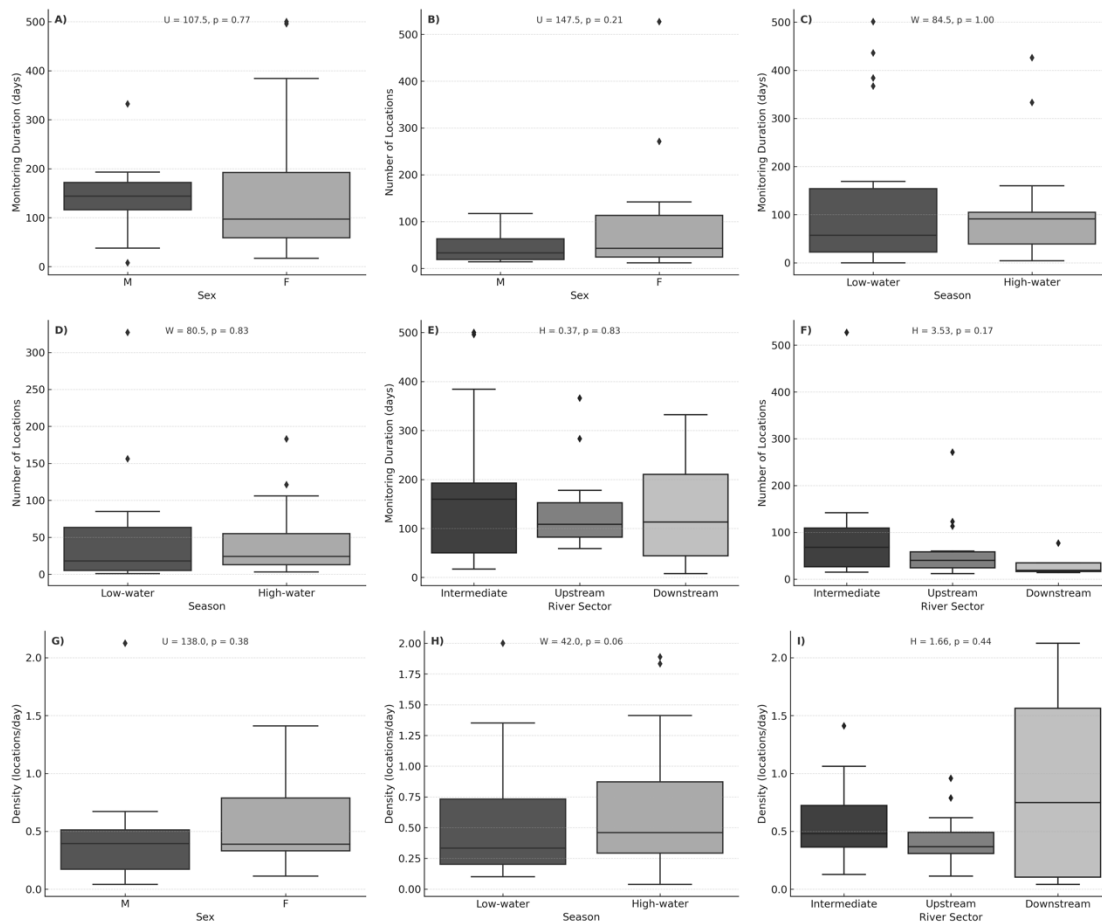 A) U = 107.5, p = 0.77
Monitoring Duration (days)
500
400
300
200
100
0
M F
Sex
B) U = 147.5, p = 0.21
Number of Locations
500
400
300
200
100
0
M F
Sex
C) W = 84.5, p = 1.00
Monitoring Duration (days)
500
400
300
200
100
0
Low-water High-water
Season
D) W = 80.5, p = 0.83
Number of Locations
300
250
200
150
100
50
0
Low-water High-water
Season
E) H = 0.37, p = 0.83
Monitoring Duration (days)
500
400
300
200
100
0
Intermediate Upstream Downstream
River Sector
F) H = 3.53, p = 0.17
Number of Locations
500
400
300
200
100
0
Intermediate Upstream Downstream
River Sector
G) U = 138.0, p = 0.38
Density (locations/day)
2.0
1.5
1.0
0.5
0.0
M F
Sex
H) W = 42.0, p = 0.06
Density (locations/day)
2.00
1.75
1.50
1.25
1.00
0.75
0.50
0.25
0.00
Low-water High-water
Season
I) H = 1.66, p = 0.44
Density (locations/day)
2.0
1.5
1.0
0.5
0.0
Intermediate Upstream Downstream
River Sector